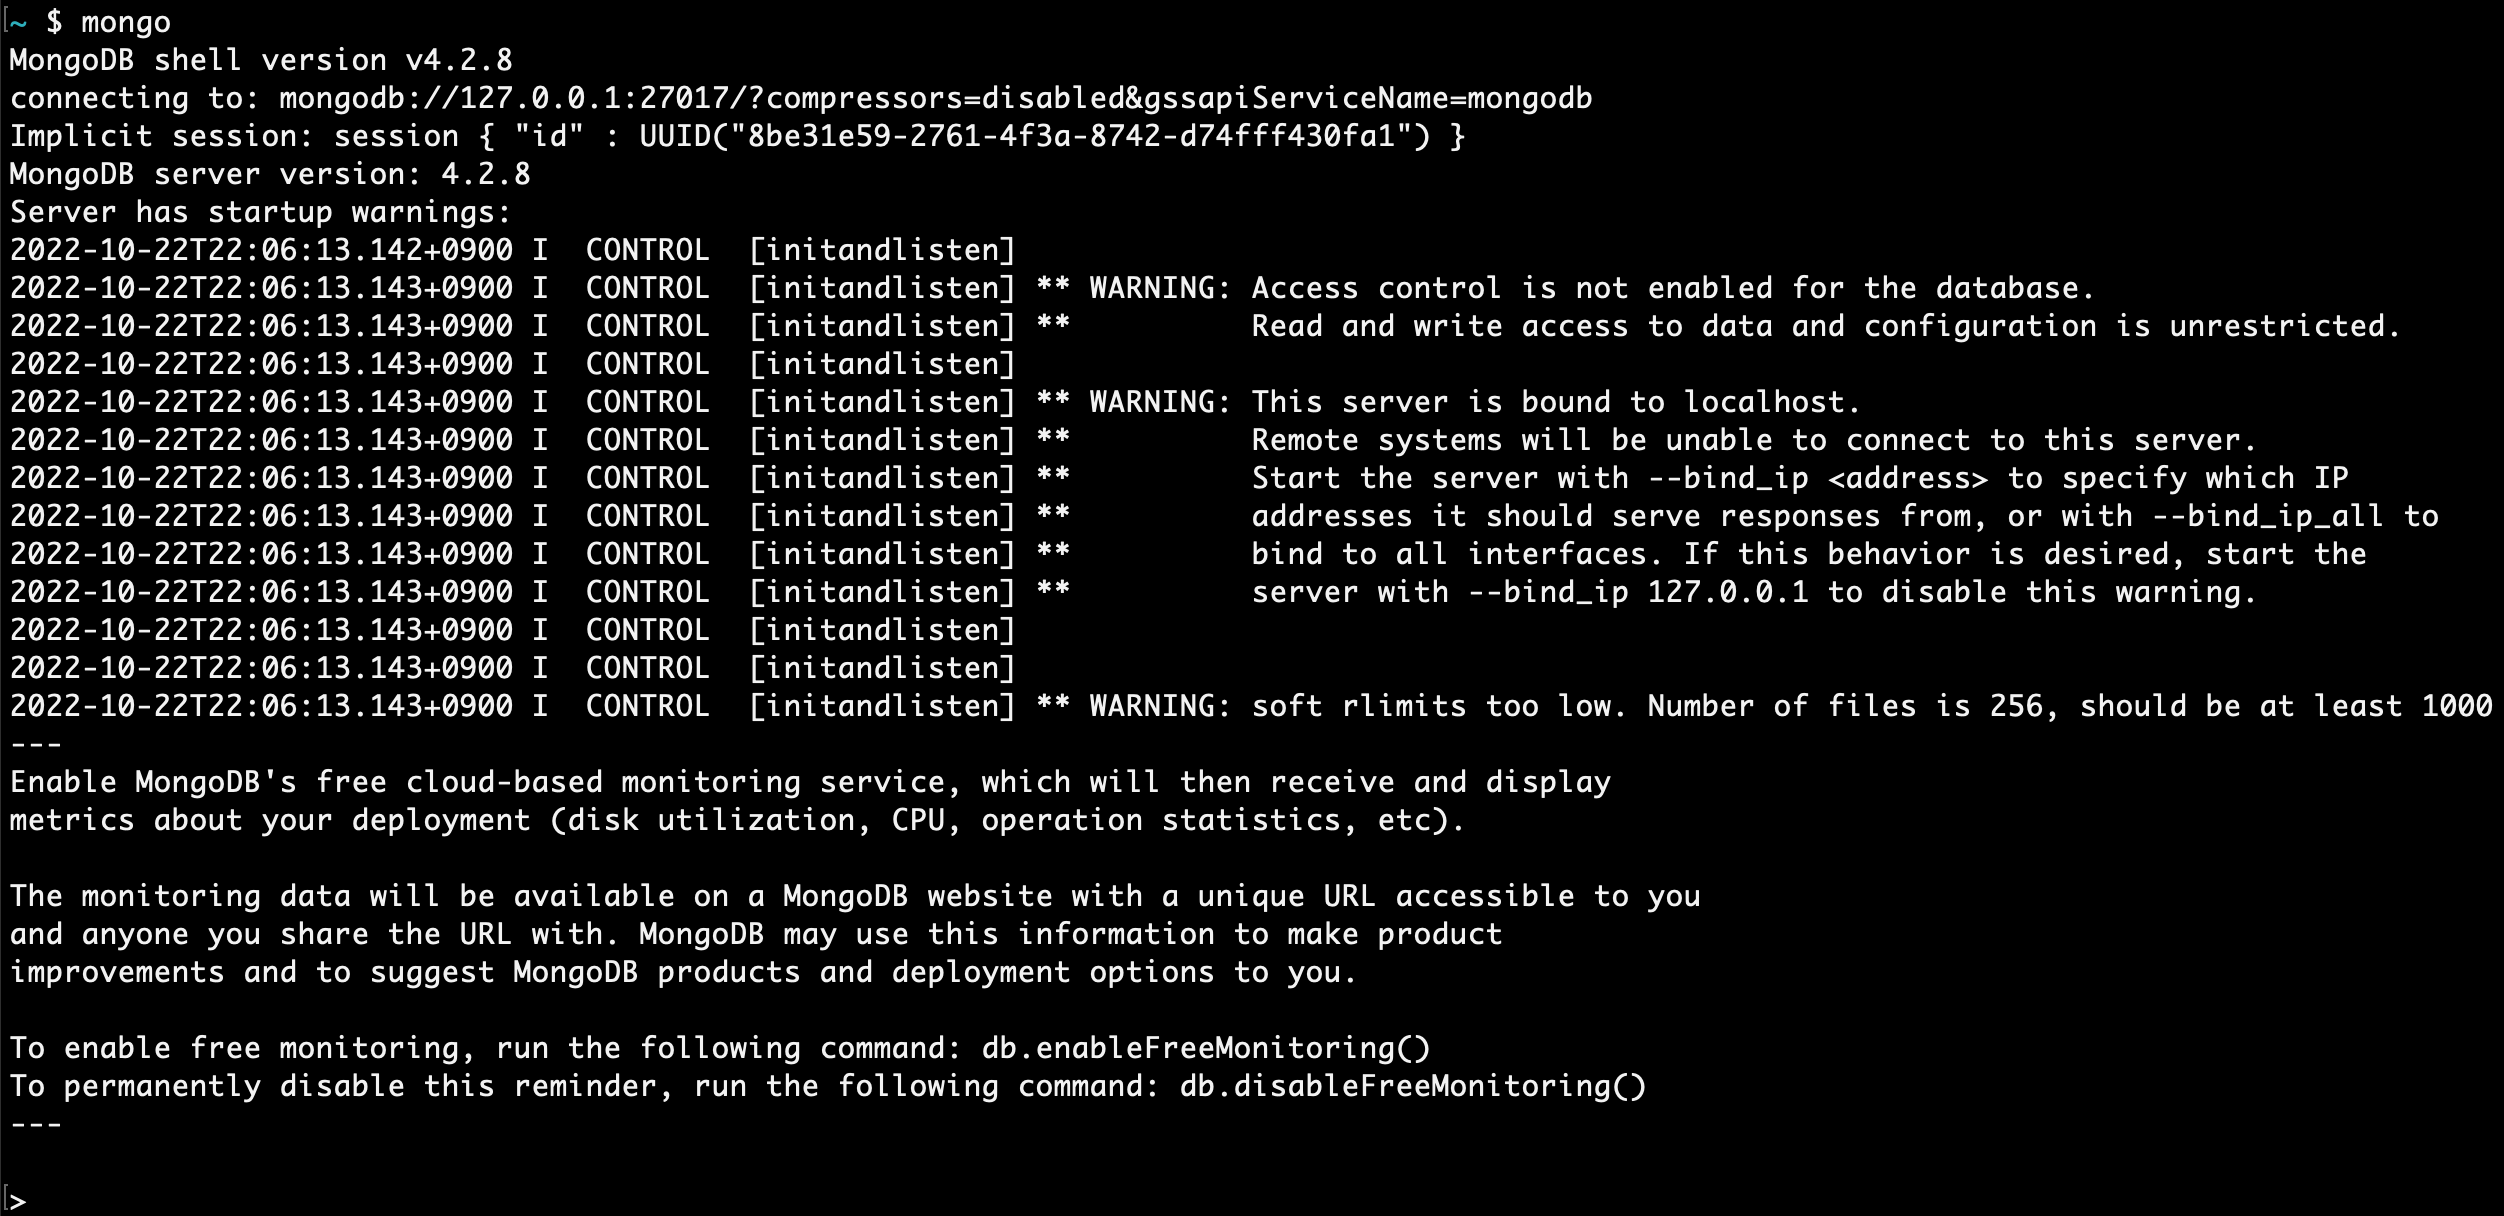 ~ $ mongo
MongoDB shell version v4.2.8
connecting to: mongodb://127.0.0.1:27017/?compressors=disabled&gssapiServiceName=mongodb
Implicit session: session { "id" : UUID("8be31e59-2761-4f3a-8742-d74fff430fa1") }
MongoDB server version: 4.2.8
Server has startup warnings:
2022-10-22T22:06:13.142+0900 I  CONTROL  [initandlisten]
2022-10-22T22:06:13.143+0900 I  CONTROL  [initandlisten] ** WARNING: Access control is not enabled for the database.
2022-10-22T22:06:13.143+0900 I  CONTROL  [initandlisten] **          Read and write access to data and configuration is unrestricted.
2022-10-22T22:06:13.143+0900 I  CONTROL  [initandlisten]
2022-10-22T22:06:13.143+0900 I  CONTROL  [initandlisten] ** WARNING: This server is bound to localhost.
2022-10-22T22:06:13.143+0900 I  CONTROL  [initandlisten] **          Remote systems will be unable to connect to this server.
2022-10-22T22:06:13.143+0900 I  CONTROL  [initandlisten] **          Start the server with --bind_ip <address> to specify which IP
2022-10-22T22:06:13.143+0900 I  CONTROL  [initandlisten] **          addresses it should serve responses from, or with --bind_ip_all to
2022-10-22T22:06:13.143+0900 I  CONTROL  [initandlisten] **          bind to all interfaces. If this behavior is desired, start the
2022-10-22T22:06:13.143+0900 I  CONTROL  [initandlisten] **          server with --bind_ip 127.0.0.1 to disable this warning.
2022-10-22T22:06:13.143+0900 I  CONTROL  [initandlisten]
2022-10-22T22:06:13.143+0900 I  CONTROL  [initandlisten]
2022-10-22T22:06:13.143+0900 I  CONTROL  [initandlisten] ** WARNING: soft rlimits too low. Number of files is 256, should be at least 1000
---
Enable MongoDB's free cloud-based monitoring service, which will then receive and display
metrics about your deployment (disk utilization, CPU, operation statistics, etc).

The monitoring data will be available on a MongoDB website with a unique URL accessible to you
and anyone you share the URL with. MongoDB may use this information to make product
improvements and to suggest MongoDB products and deployment options to you.

To enable free monitoring, run the following command: db.enableFreeMonitoring()
To permanently disable this reminder, run the following command: db.disableFreeMonitoring()
---

>